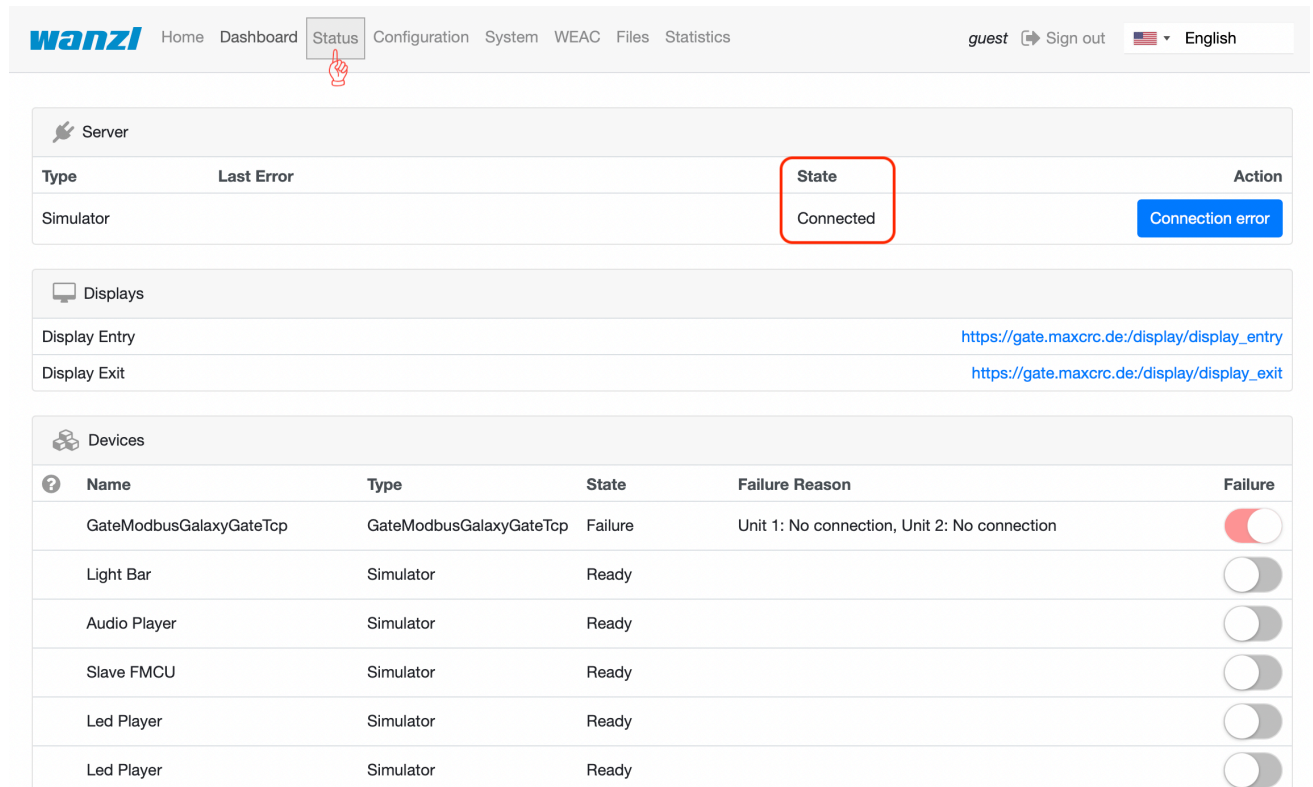 wanzl Home Dashboard Status Configuration System WEAC Files Statistics guest Sign out English
Server
Type Last Error State Action
Simulator Connected Connection error
Displays
Display Entry https://gate.maxcrc.de:/display/display_entry
Display Exit https://gate.maxcrc.de:/display/display_exit
Devices
? Name Type State Failure Reason Failure
GateModbusGalaxyGateTcp GateModbusGalaxyGateTcp Failure Unit 1: No connection, Unit 2: No connection
Light Bar Simulator Ready
Audio Player Simulator Ready
Slave FMCU Simulator Ready
Led Player Simulator Ready
Led Player Simulator Ready